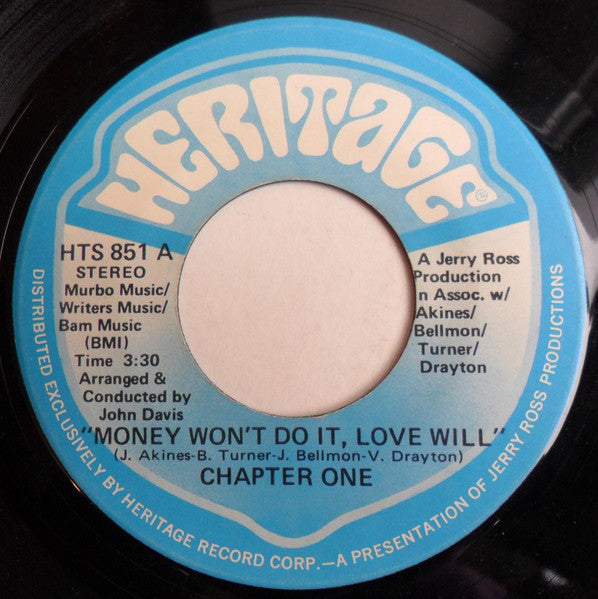 HERITAGE®
HTS 851 A
STEREO
Murbo Music/
Writers Music/
Bam Music
(BMI)
Time 3:30
Arranged &
Conducted by
John Davis
A Jerry Ross
Production
n Assoc. w/
Akines/
Bellmon/
Turner/
Drayton
"MONEY WON'T DO IT, LOVE WILL"
(J. Akines-B. Turner-J. Bellmon-V. Drayton)
CHAPTER ONE
DISTRIBUTED EXCLUSIVELY BY HERITAGE RECORD CORP.—A PRESENTATION OF JERRY ROSS PRODUCTIONS